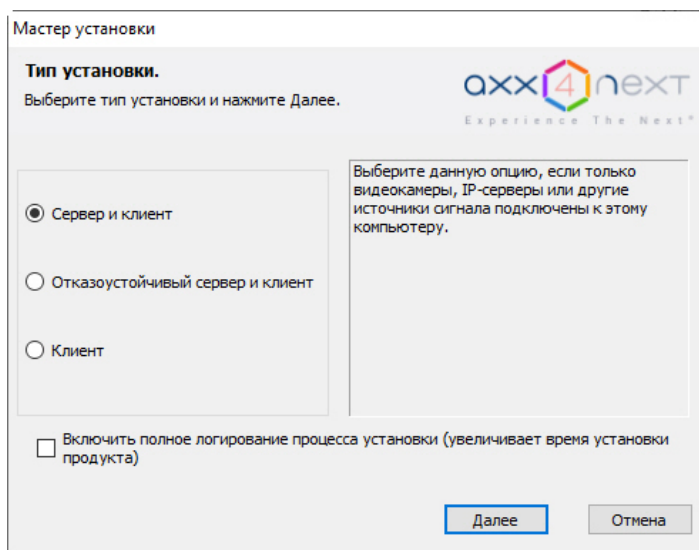 Мастер установки
Тип установки.
Выберите тип установки и нажмите Далее.
axx4next
Experience The Next®
Сервер и клиент
Отказоустойчивый сервер и клиент
Клиент
Выберите данную опцию, если только
видеокамеры, IP-серверы или другие
источники сигнала подключены к этому
компьютеру.
Включить полное логирование процесса установки (увеличивает время установки
продукта)
Далее
Отмена